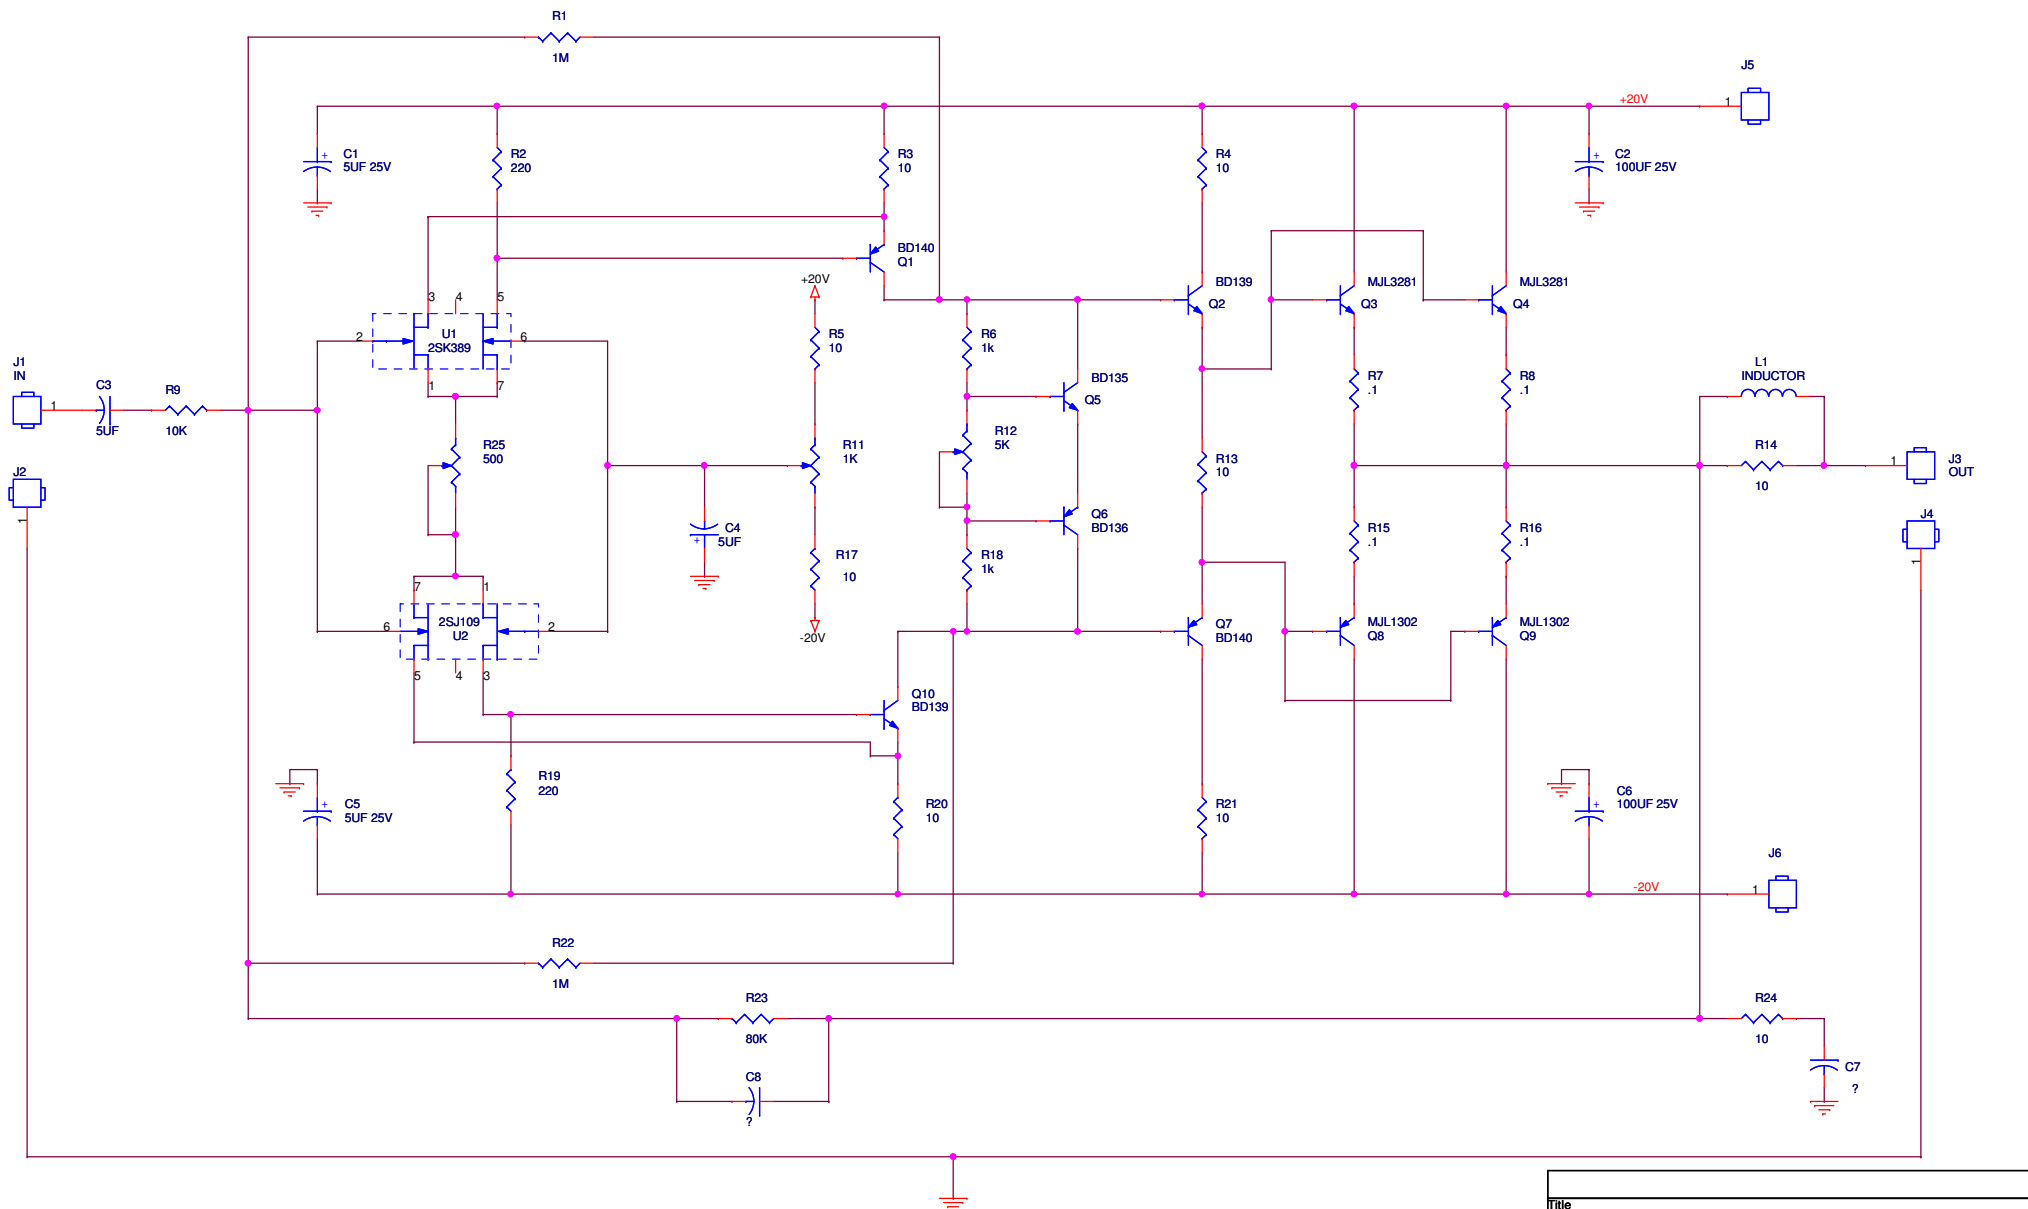 R1
1M
J5
+20V
1
C1
5UF 25V
R2
220
R3
10
R4
10
C2
100UF 25V
BD140
Q1
+20V
BD139
Q2
MJL3281
Q3
MJL3281
Q4
3
4
5
U1
2SK389
2
6
1
7
R5
10
R6
1k
J1
IN
1
C3
5UF
R9
10K
R7
.1
R8
.1
L1
INDUCTOR
BD135
Q5
R25
500
R11
1K
R12
5K
R13
10
R14
10
1
J3
OUT
J2
1
C4
5UF
Q6
BD136
R15
.1
R16
.1
J4
1
R17
10
R18
1k
7
1
2SJ109
U2
6
2
5
4
3
-20V
Q7
BD140
MJL1302
Q8
MJL1302
Q9
Q10
BD139
R19
220
C5
5UF 25V
R20
10
R21
10
C6
100UF 25V
J6
-20V
1
R22
1M
R23
80K
R24
10
C8
?
C7
?
Title